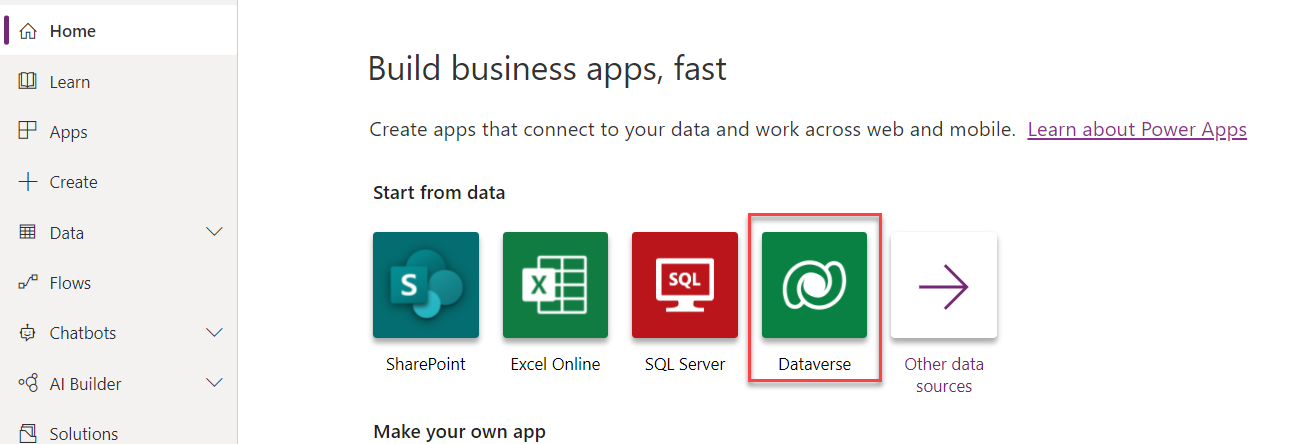 Home
Learn
Apps
Create
Data
Flows
Chatbots
AI Builder
Solutions
Build business apps, fast
Create apps that connect to your data and work across web and mobile. Learn about Power Apps
Start from data
S
X
SQL
SharePoint
Excel Online
SQL Server
Dataverse
Other data
sources
Make your own app